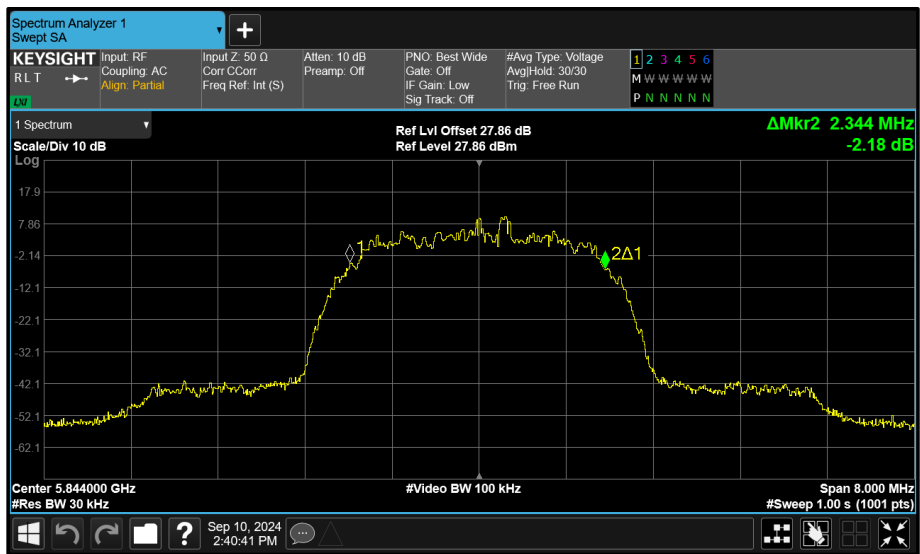 Spectrum Analyzer 1
Swept SA
+
KEYSIGHT
R L T
LXI
Input: RF
Coupling: AC
Align: Partial
Input Z: 50 Ω
Corr CCorr
Freq Ref: Int (S)
Atten: 10 dB
Preamp: Off
PNO: Best Wide
Gate: Off
IF Gain: Low
Sig Track: Off
#Avg Type: Voltage
Avg|Hold: 30/30
Trig: Free Run
1 2 3 4 5 6
M W W W W W
P N N N N N
1 Spectrum
Scale/Div 10 dB
Ref Lvl Offset 27.86 dB
Ref Level 27.86 dBm
ΔMkr2 2.344 MHz
-2.18 dB
Log
17.9
7.86
-2.14
-12.1
-22.1
-32.1
-42.1
-52.1
-62.1
1
2Δ1
Center 5.844000 GHz
#Video BW 100 kHz
Span 8.000 MHz
#Res BW 30 kHz
#Sweep 1.00 s (1001 pts)
?
Sep 10, 2024
2:40:41 PM